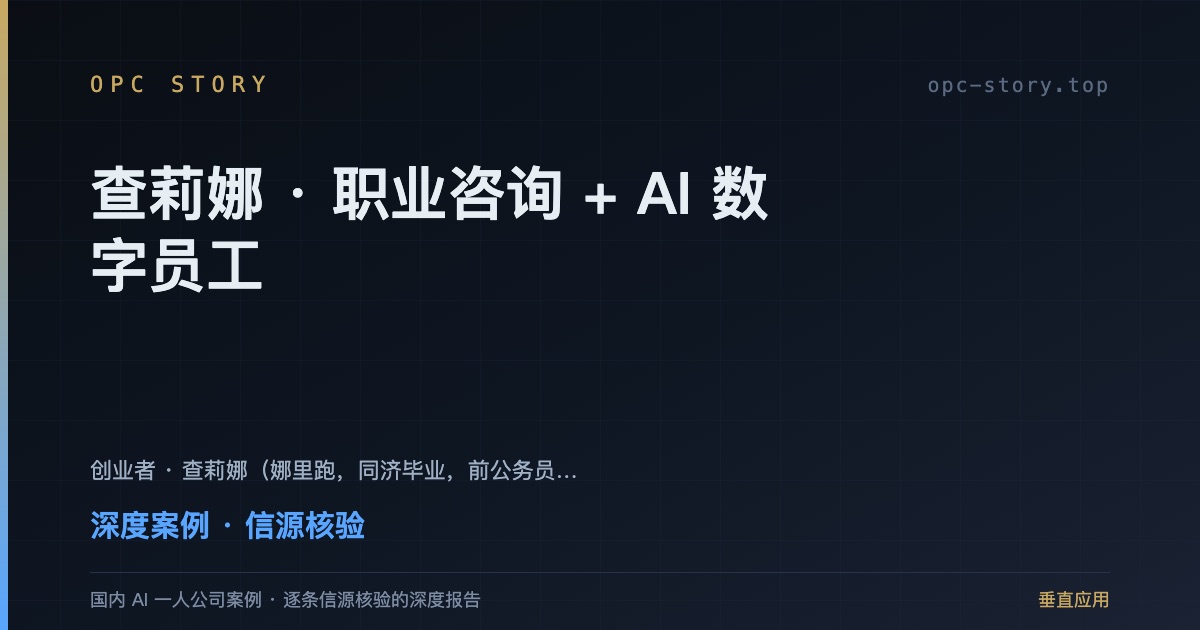 OPC STORY
opc-story.top
查莉娜 · 职业咨询 + AI 数
字员工
创业者 · 查莉娜（娜里跑，同济毕业，前公务员...
深度案例 · 信源核验
国内 AI 一人公司案例 · 逐条信源核验的深度报告
垂直应用